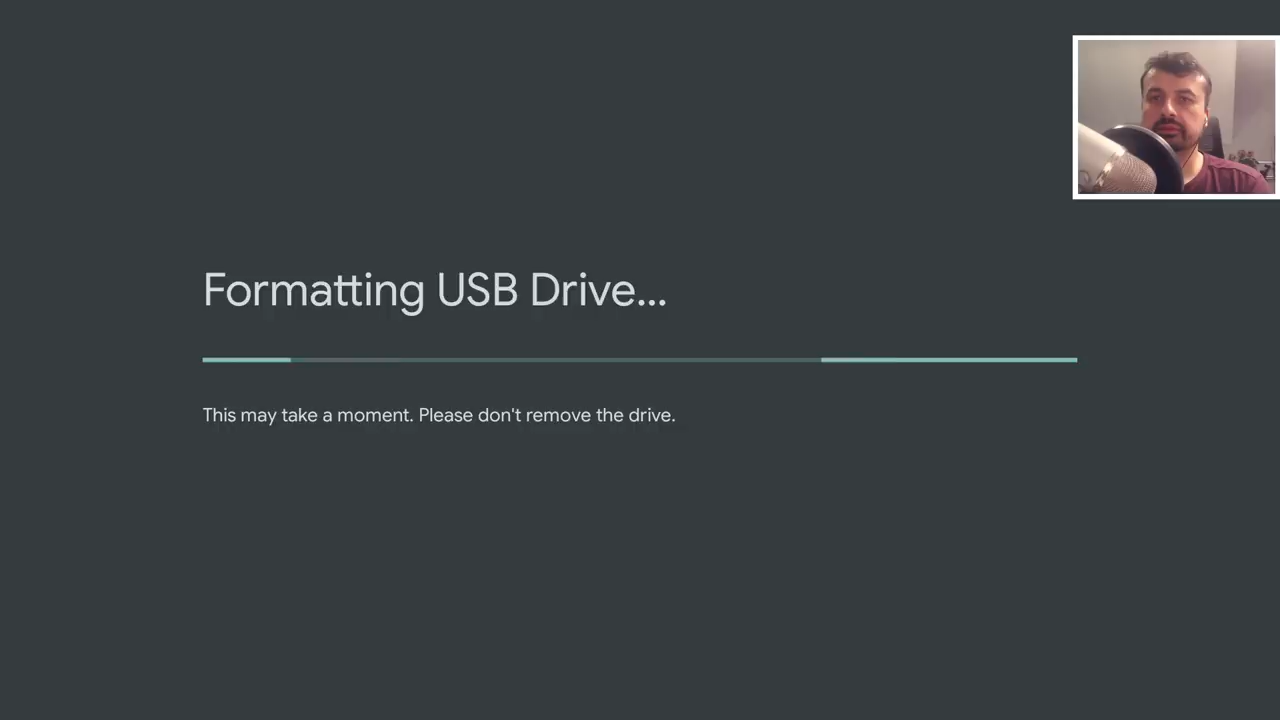 Formatting USB Drive...
This may take a moment. Please don't remove the drive.